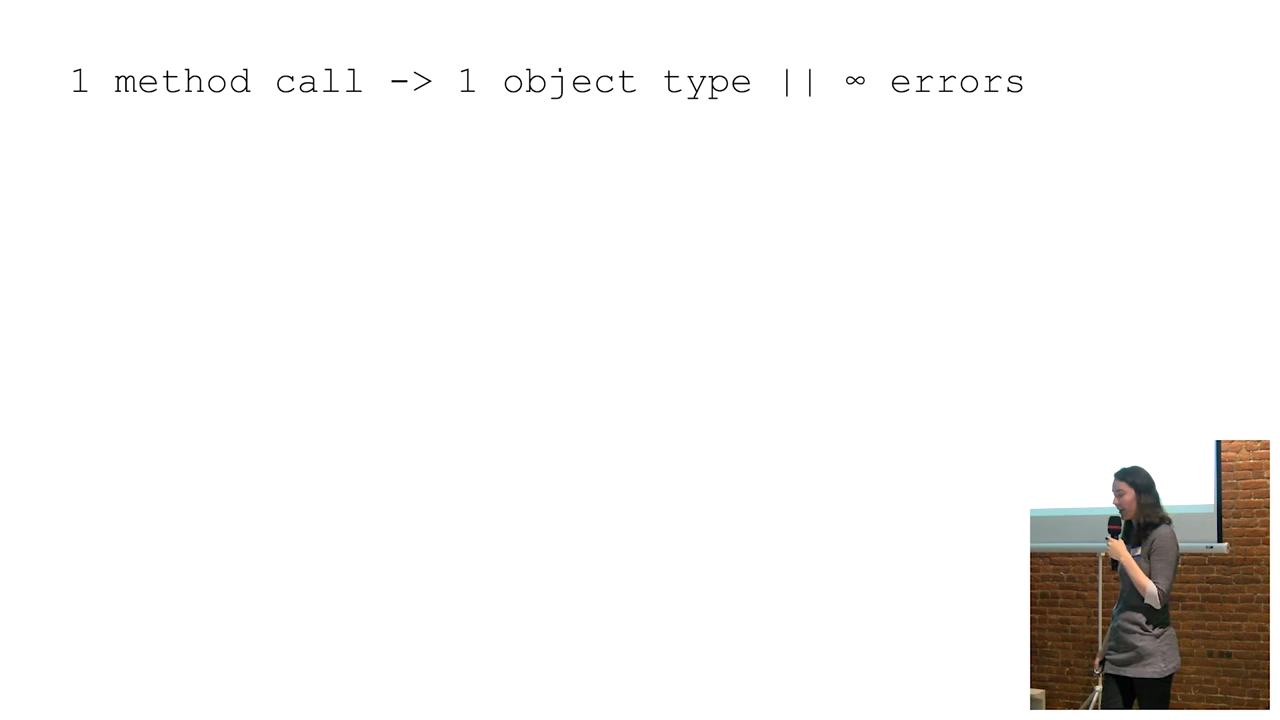 1 method call -> 1 object type || ∞ errors